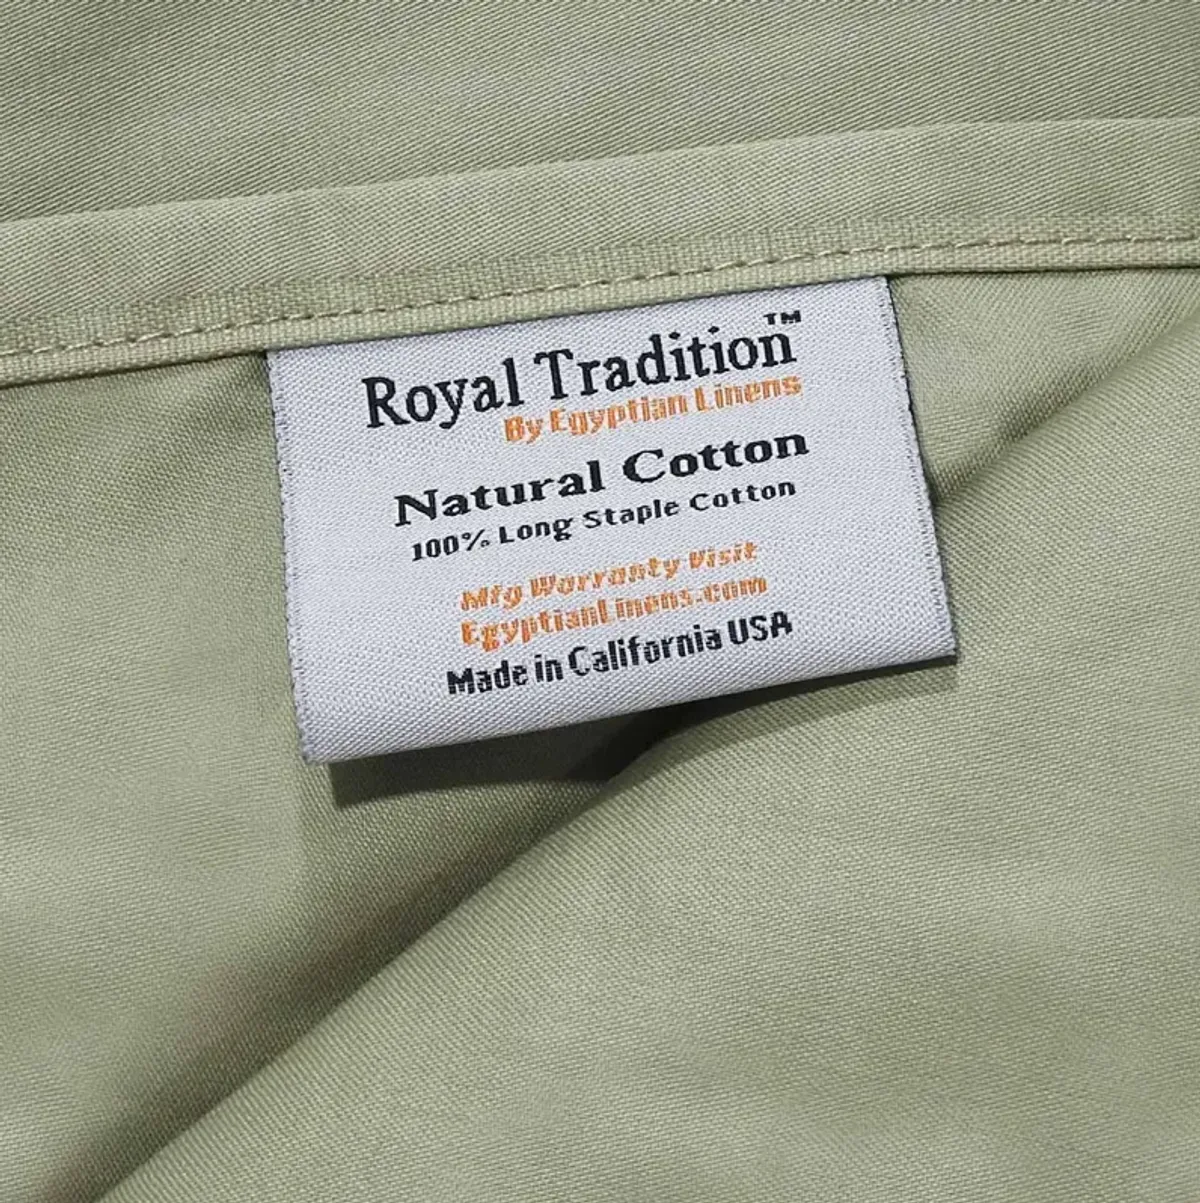 Royal Tradition™
By Egyptian Linens
Natural Cotton
100% Long Staple Cotton
Mfg Warranty Visit
EgyptianLinens.com
Made in California USA